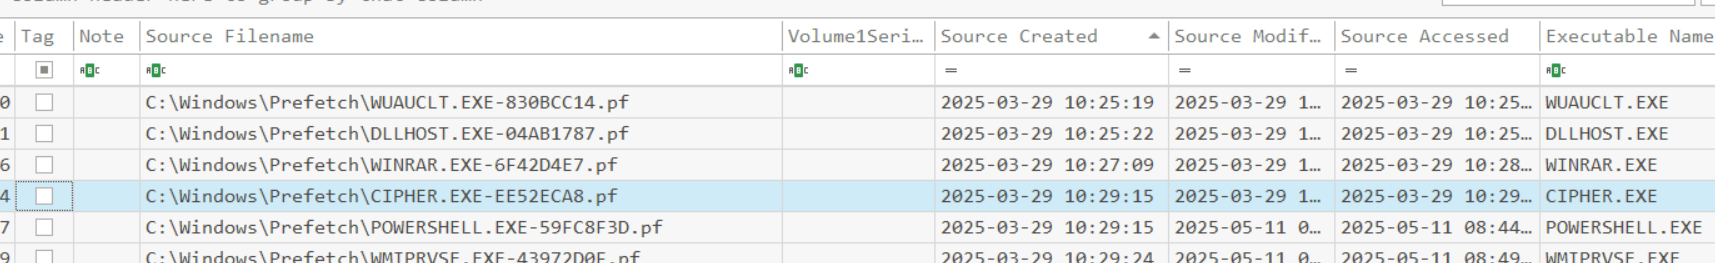 e Tag Note Source Filename Volume1Seri… Source Created Source Modif… Source Accessed Executable Name
= = =
0 C:\Windows\Prefetch\WUAUCLT.EXE-830BCC14.pf 2025-03-29 10:25:19 2025-03-29 1… 2025-03-29 10:25… WUAUCLT.EXE
1 C:\Windows\Prefetch\DLLHOST.EXE-04AB1787.pf 2025-03-29 10:25:22 2025-03-29 1… 2025-03-29 10:25… DLLHOST.EXE
6 C:\Windows\Prefetch\WINRAR.EXE-6F42D4E7.pf 2025-03-29 10:27:09 2025-03-29 1… 2025-03-29 10:28… WINRAR.EXE
4 C:\Windows\Prefetch\CIPHER.EXE-EE52ECA8.pf 2025-03-29 10:29:15 2025-03-29 1… 2025-03-29 10:29… CIPHER.EXE
7 C:\Windows\Prefetch\POWERSHELL.EXE-59FC8F3D.pf 2025-03-29 10:29:15 2025-05-11 0… 2025-05-11 08:44… POWERSHELL.EXE
9 C:\Windows\Prefetch\WMIPRVSE.EXE-43972D0F.pf 2025-03-29 10:29:24 2025-05-11 0… 2025-05-11 08:49… WMIPRVSE.EXE